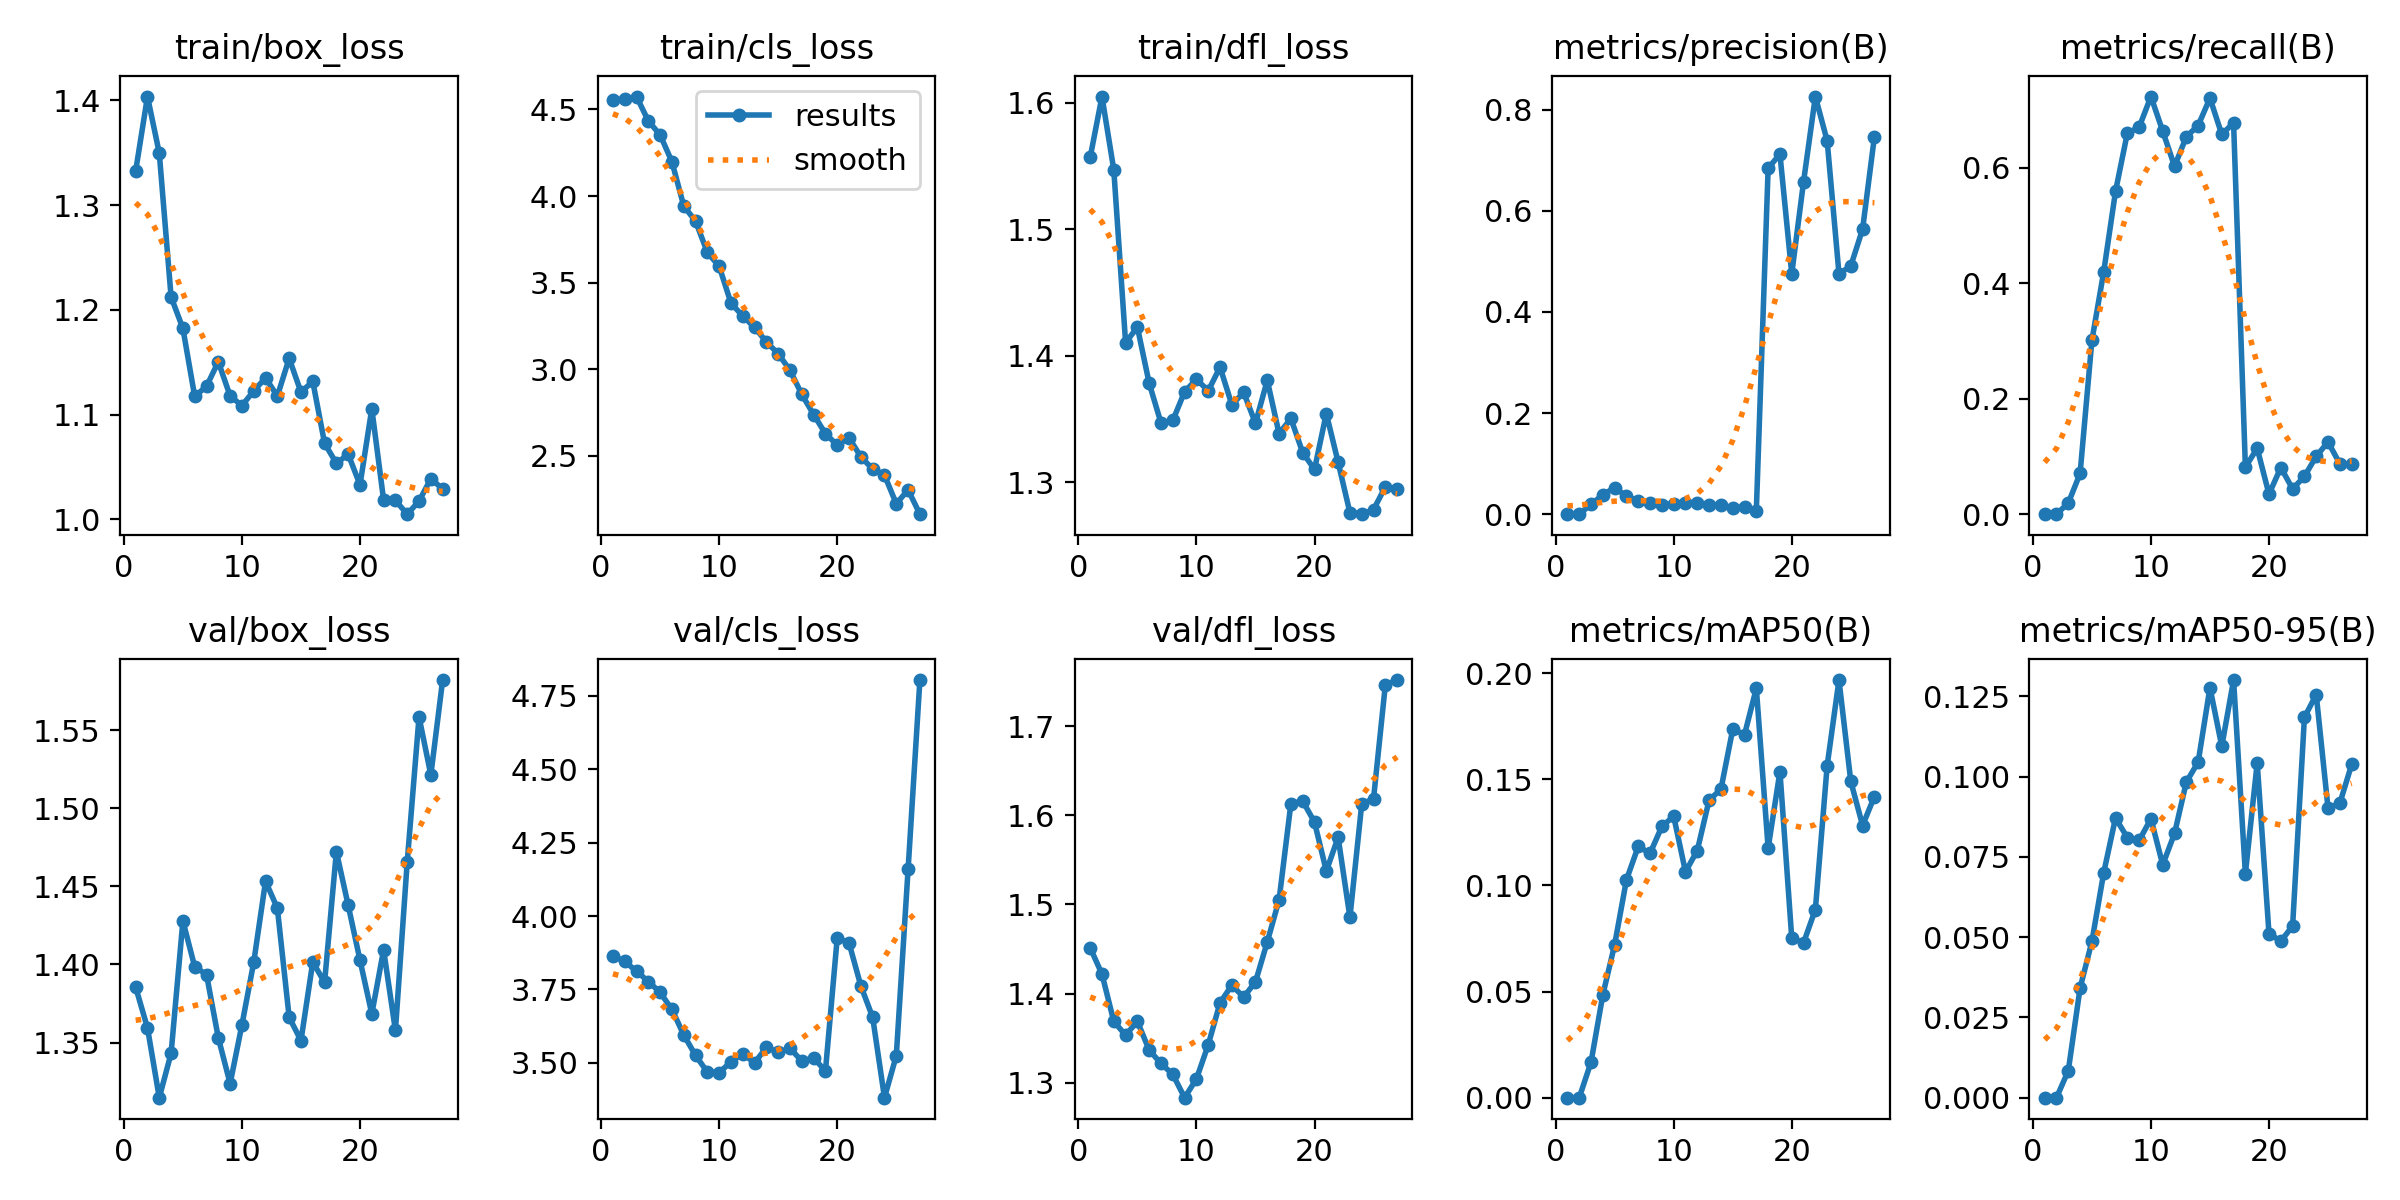 train/box_loss
1.4
1.3
1.2
1.1
1.0
0 10 20
train/cls_loss
results
smooth
4.5
4.0
3.5
3.0
2.5
0 10 20
train/dfl_loss
1.6
1.5
1.4
1.3
0 10 20
metrics/precision(B)
0.8
0.6
0.4
0.2
0.0
0 10 20
metrics/recall(B)
0.6
0.4
0.2
0.0
0 10 20
val/box_loss
1.55
1.50
1.45
1.40
1.35
0 10 20
val/cls_loss
4.75
4.50
4.25
4.00
3.75
3.50
0 10 20
val/dfl_loss
1.7
1.6
1.5
1.4
1.3
0 10 20
metrics/mAP50(B)
0.20
0.15
0.10
0.05
0.00
0 10 20
metrics/mAP50-95(B)
0.125
0.100
0.075
0.050
0.025
0.000
0 10 20